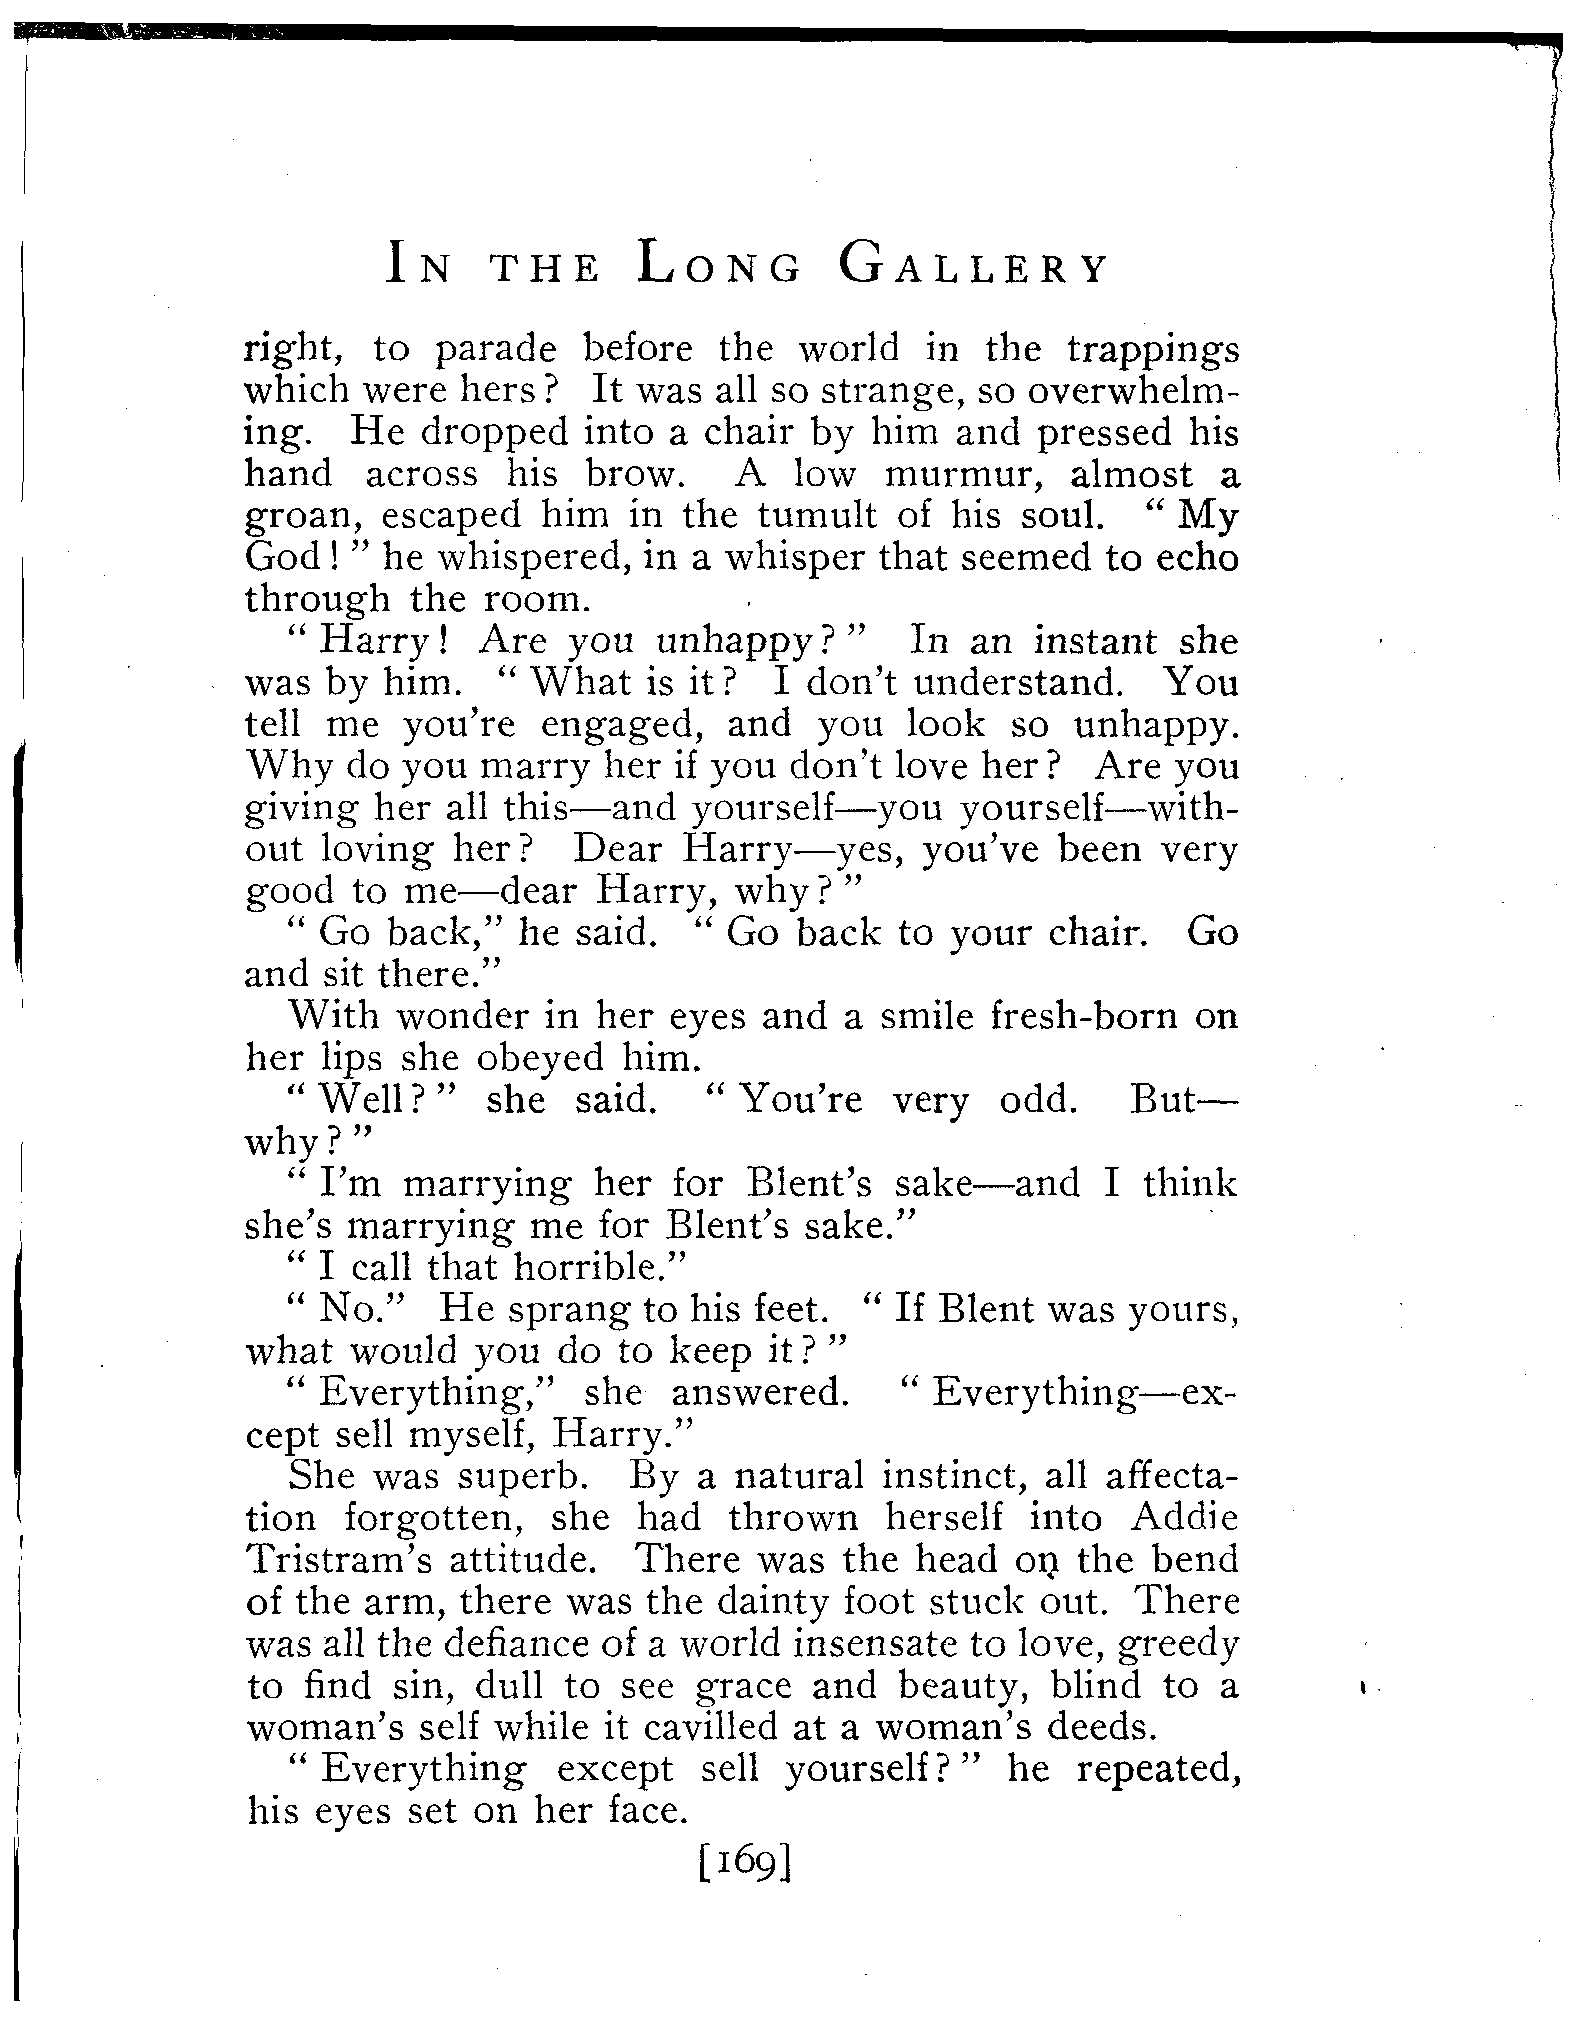 In the Long Gallery
right, to parade before the world in the trappings
which were hers? It was all so strange, so overwhelm-
ing. He dropped into a chair by him and pressed his
hand across his brow. A low murmur, almost a
groan, escaped him in the tumult of his soul. "My
God!" he whispered, in a whisper that seemed to echo
through the room.
"Harry! Are you unhappy?" In an instant she
was by him. "What is it? I don't understand. You
tell me you're engaged, and you look so unhappy.
Why do you marry her if you don't love her? Are you
giving her all this—and yourself—you yourself—with-
out loving her? Dear Harry—yes, you've been very
good to me—dear Harry, why?"
"Go back," he said. "Go back to your chair. Go
and sit there."
With wonder in her eyes and a smile fresh-born on
her lips she obeyed him.
"Well?" she said. "You're very odd. But—
why?"
"I'm marrying her for Blent's sake—and I think
she's marrying me for Blent's sake."
"I call that horrible."
"No." He sprang to his feet. "If Blent was yours,
what would you do to keep it?"
"Everything," she answered. "Everything—ex-
cept sell myself, Harry."
She was superb. By a natural instinct, all affecta-
tion forgotten, she had thrown herself into Addie
Tristram's attitude. There was the head on the bend
of the arm, there was the dainty foot stuck out. There
was all the defiance of a world insensate to love, greedy
to find sin, dull to see grace and beauty, blind to a
woman's self while it cavilled at a woman's deeds.
"Everything except sell yourself?" he repeated,
his eyes set on her face.
[169]